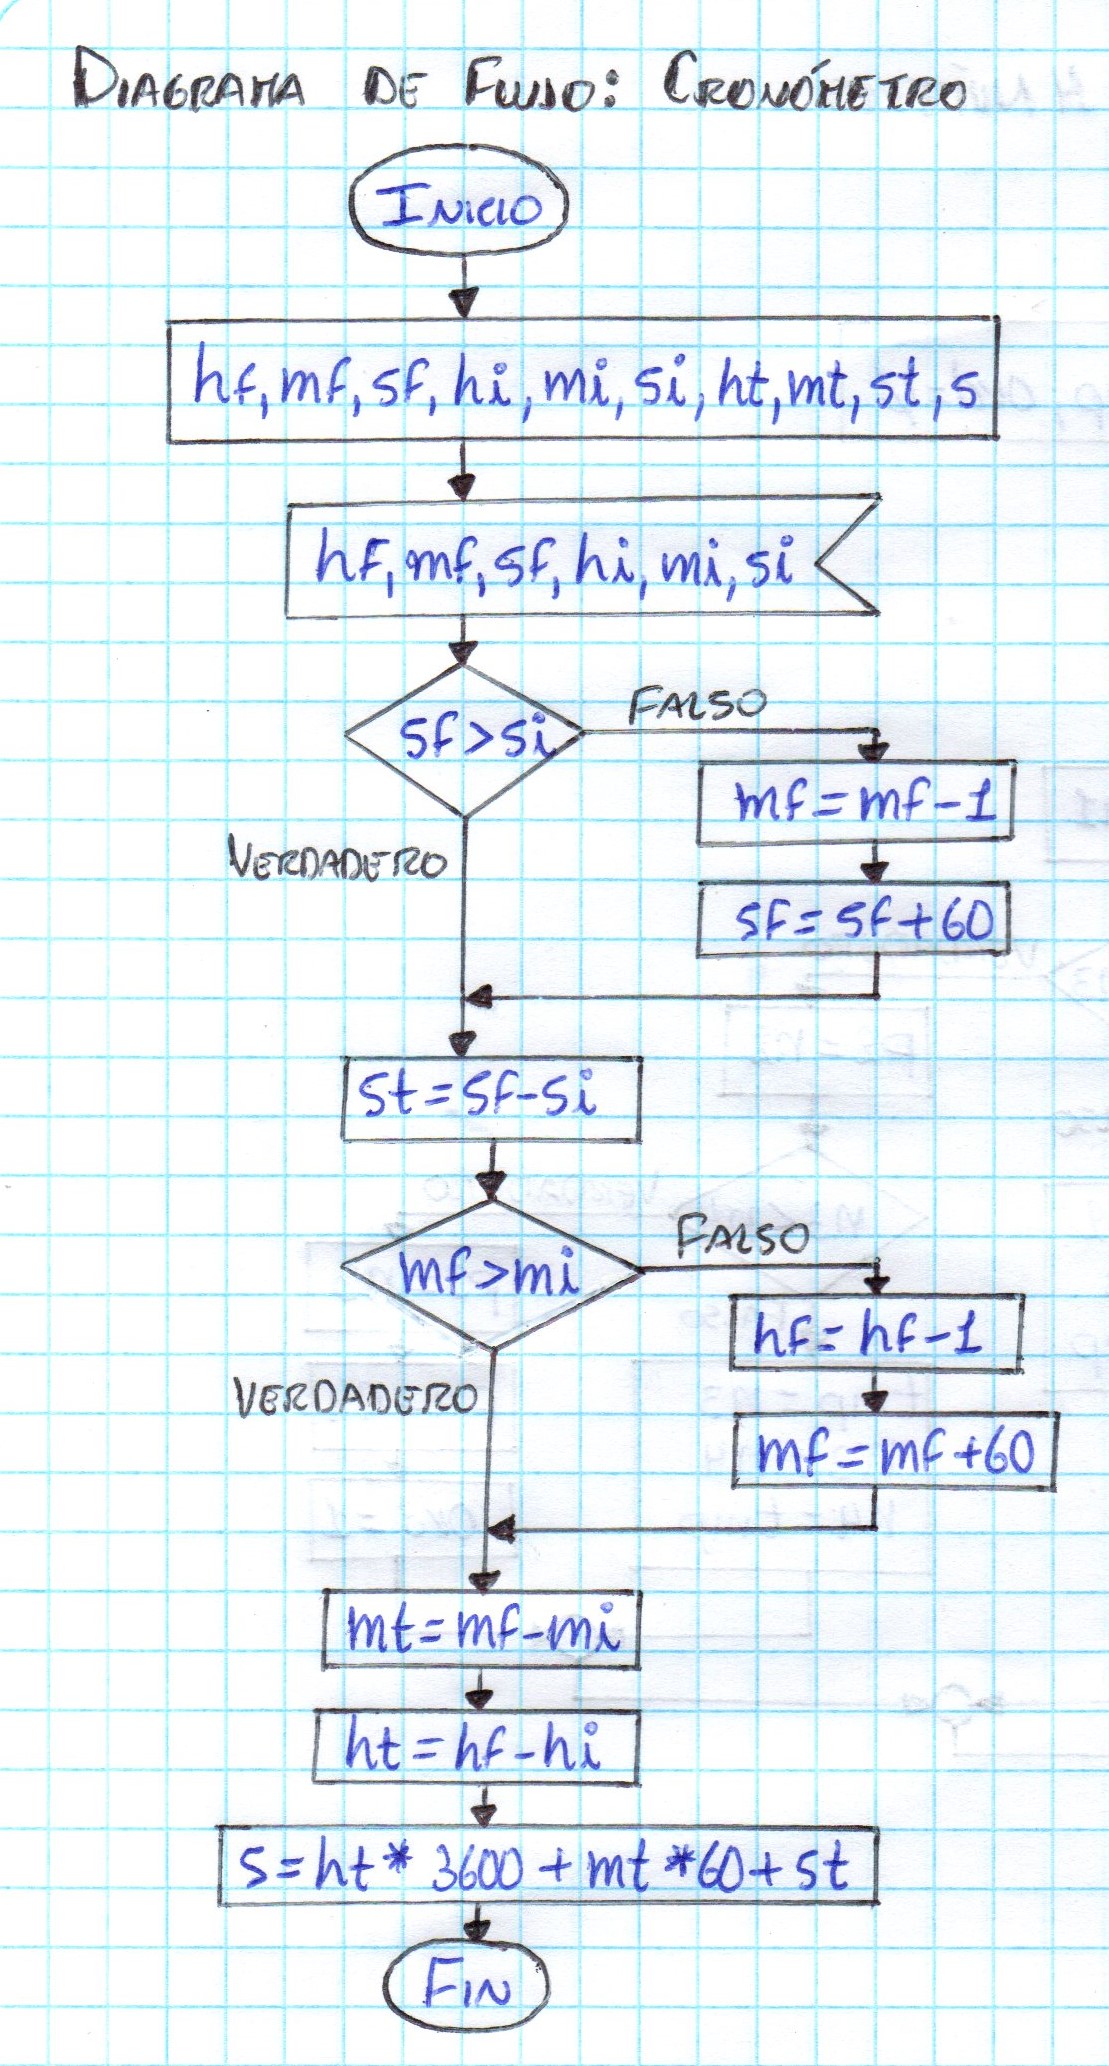 DIAGRAMA DE FLUJO: CRONÓMETRO
INICIO
hf, mf, sf, hi, mi, si, ht, mt, st, s
hf, mf, sf, hi, mi, si
sf>si
FALSO
mf=mf-1
VERDADERO
sf=sf+60
st=sf-si
mf>mi
FALSO
hf=hf-1
VERDADERO
mf=mf+60
mt=mf-mi
ht=hf-hi
s=ht* 3600 + mt *60+ st
FIN